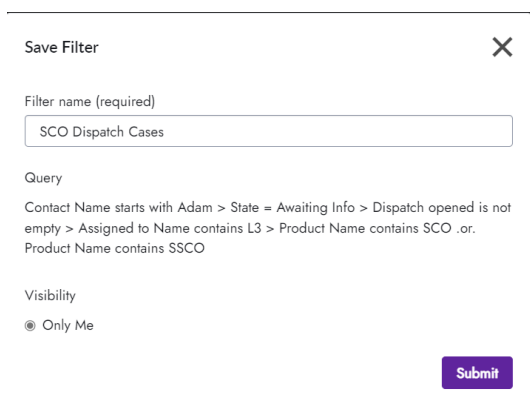 Save Filter
Filter name (required)
SCO Dispatch Cases
Query
Contact Name starts with Adam > State = Awaiting Info > Dispatch opened is not
empty > Assigned to Name contains L3 > Product Name contains SCO .or.
Product Name contains SSCO
Visibility
Only Me
Submit